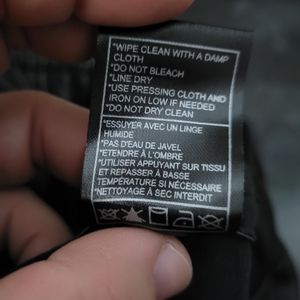 *WIPE CLEAN WITH A DAMP
CLOTH
*DO NOT BLEACH
*LINE DRY
*USE PRESSING CLOTH AND
IRON ON LOW IF NEEDED
*DO NOT DRY CLEAN
*ESSUYER AVEC UN LINGE
HUMIDE
*PAS D'EAU DE JAVEL
*ETENDRE À L'OMBRE
*UTILISER APPUYANT SUR TISSU
ET REPASSER À BASSE
TEMPÉRATURE SI NÉCESSAIRE
*NETTOYAGE À SEC INTERDIT